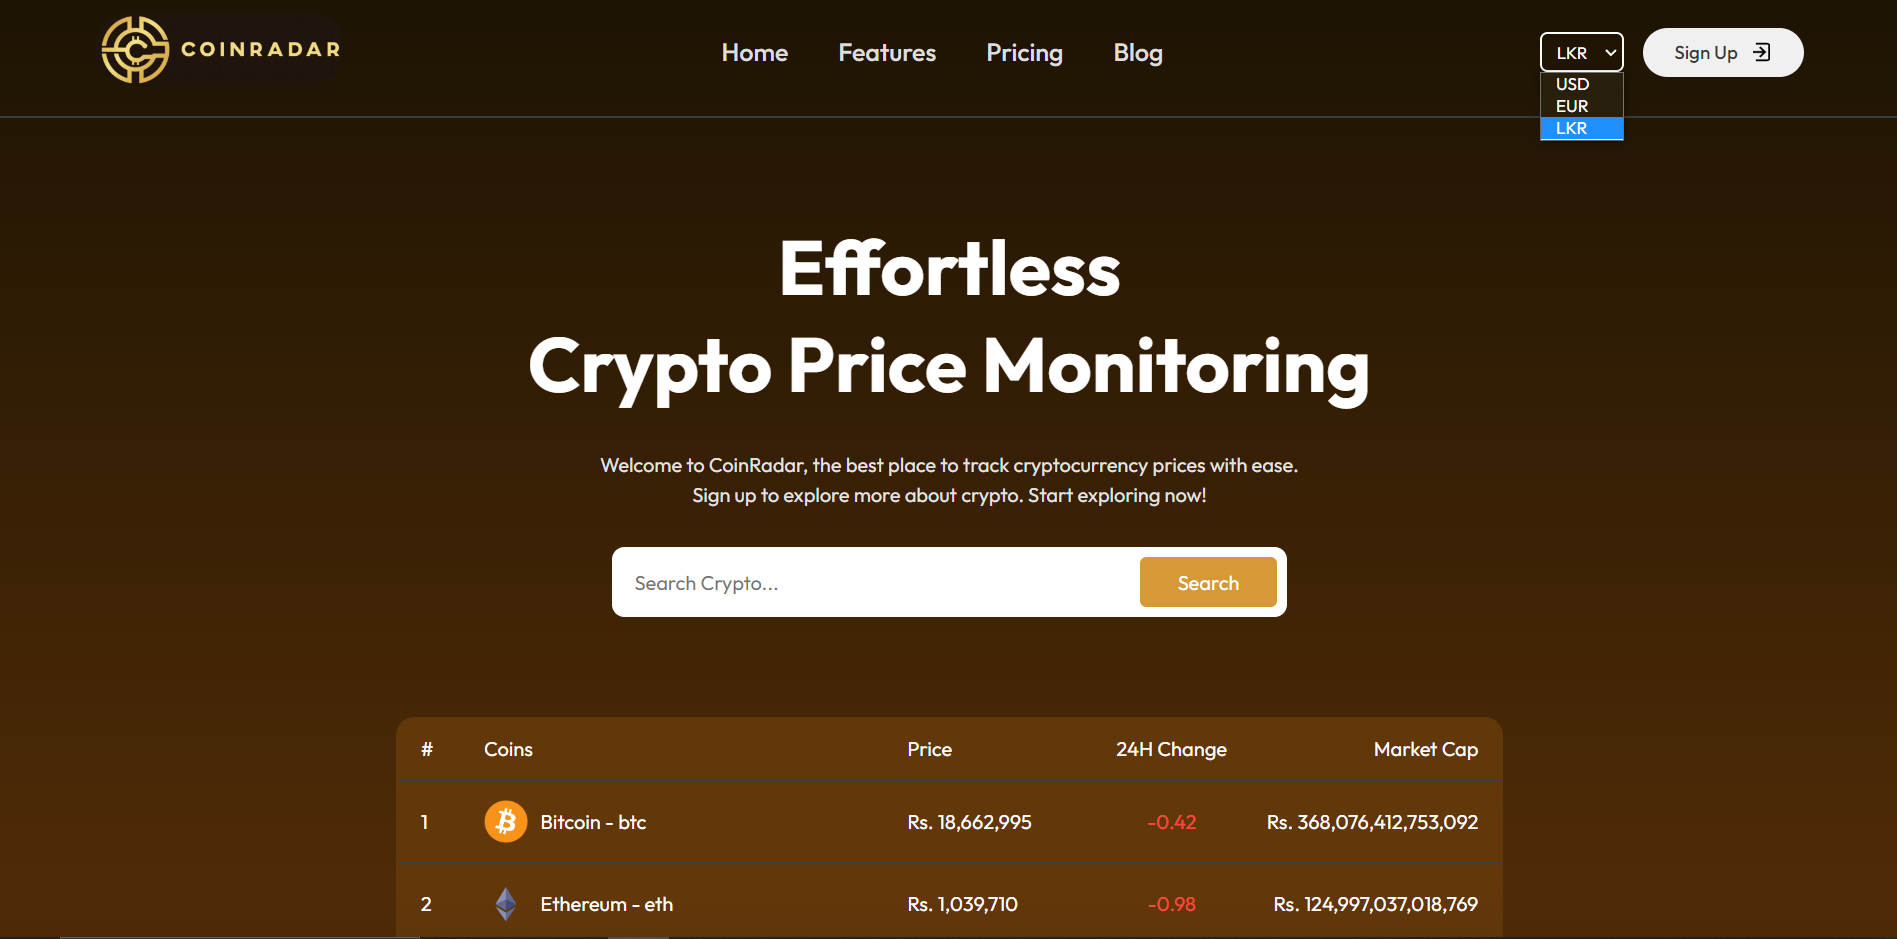 COINRADAR
Home Features Pricing Blog
LKR
Sign Up
USD
EUR
LKR
Effortless
Crypto Price Monitoring
Welcome to CoinRadar, the best place to track cryptocurrency prices with ease.
Sign up to explore more about crypto. Start exploring now!
Search Crypto...
Search
# Coins Price 24H Change Market Cap
1 Bitcoin - btc Rs. 18,662,995 -0.42 Rs. 368,076,412,753,092
2 Ethereum - eth Rs. 1,039,710 -0.98 Rs. 124,997,037,018,769